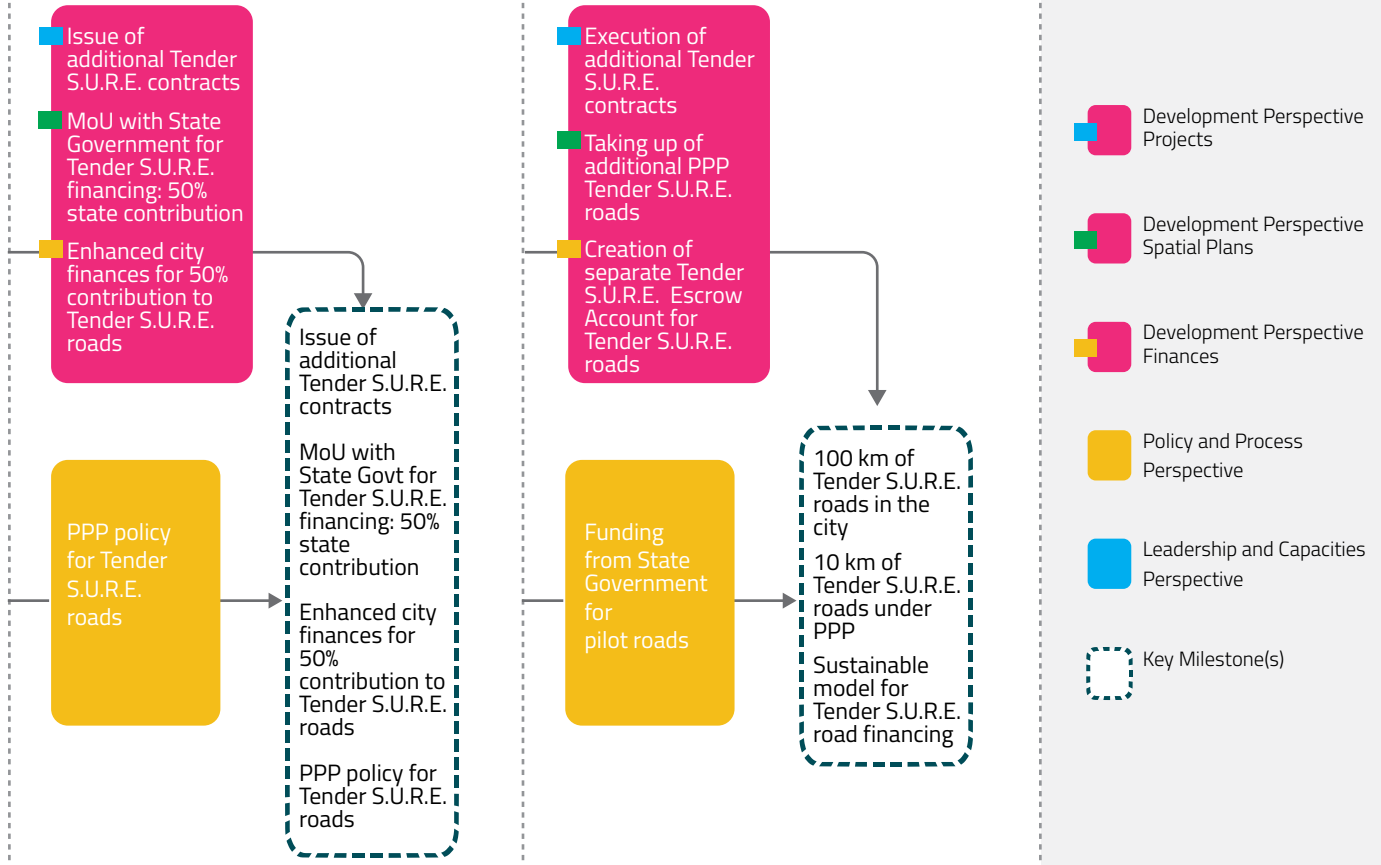 Issue of
additional Tender
S.U.R.E. contracts
MoU with State
Government for
Tender S.U.R.E.
financing: 50%
state contribution
Enhanced city
finances for 50%
contribution to
Tender S.U.R.E.
roads
PPP policy
for Tender
S.U.R.E.
roads
Issue of
additional
Tender S.U.R.E.
contracts
MoU with
State Govt for
Tender S.U.R.E.
financing: 50%
state
contribution
Enhanced city
finances for
50%
contribution to
Tender S.U.R.E.
roads
PPP policy for
Tender S.U.R.E.
roads
Execution of
additional Tender
S.U.R.E.
contracts
Taking up of
additional PPP
Tender S.U.R.E.
roads
Creation of
separate Tender
S.U.R.E. Escrow
Account for
Tender S.U.R.E.
roads
Funding
from State
Government
for
pilot roads
100 km of
Tender S.U.R.E.
roads in the
city
10 km of
Tender S.U.R.E.
roads under
PPP
Sustainable
model for
Tender S.U.R.E.
road financing
Development Perspective
Projects
Development Perspective
Spatial Plans
Development Perspective
Finances
Policy and Process
Perspective
Leadership and Capacities
Perspective
Key Milestone(s)